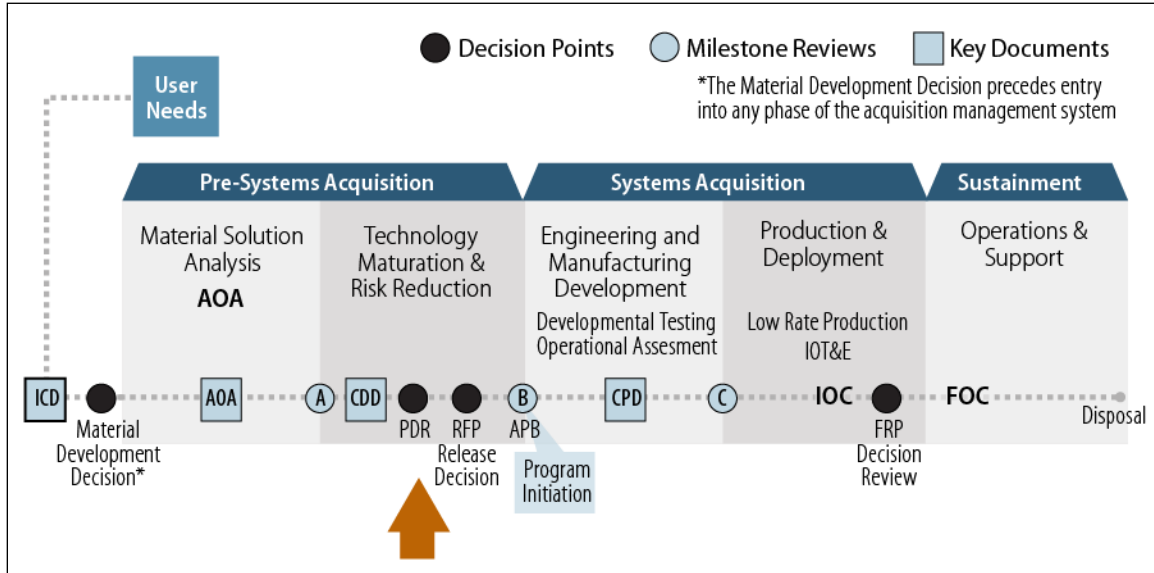 Decision Points
Milestone Reviews
Key Documents
*The Material Development Decision precedes entry
into any phase of the acquisition management system
User
Needs
Pre-Systems Acquisition
Systems Acquisition
Sustainment
Material Solution
Analysis
AOA
Technology
Maturation &
Risk Reduction
Engineering and
Manufacturing
Development
Developmental Testing
Operational Assesment
Production &
Deployment
Low Rate Production
IOT&E
Operations &
Support
ICD
AOA
A
CDD
B
CPD
C
IOC
FOC
Material
Development
Decision*
PDR
RFP
Release
Decision
APB
Program
Initiation
FRP
Decision
Review
Disposal